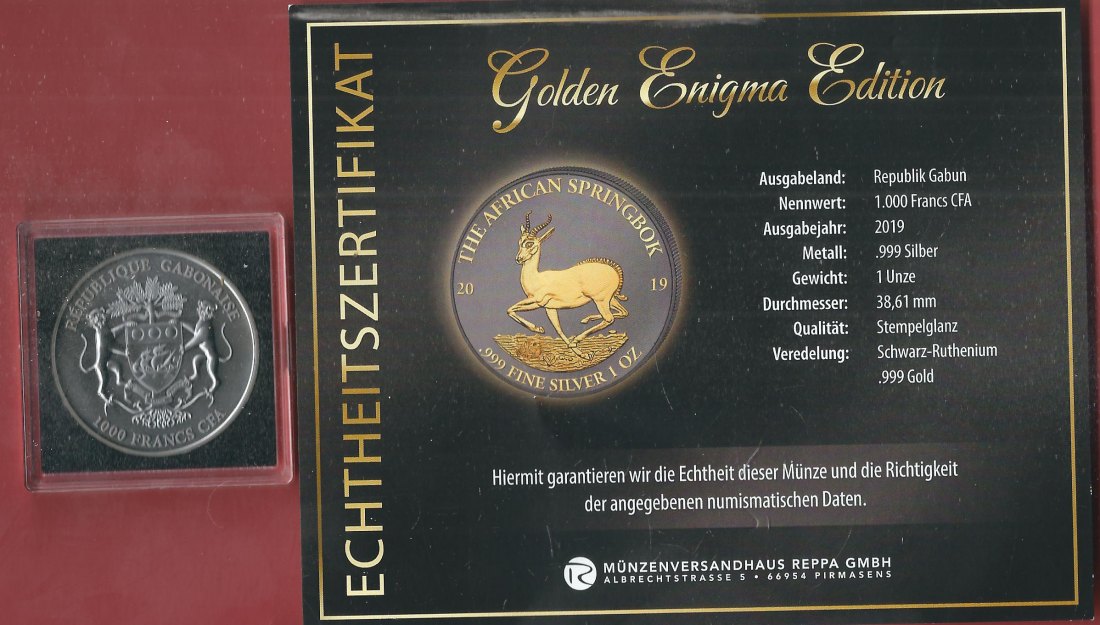 RÉPUBLIQUE GABONAISE
1000 FRANCS CFA
ECHTHEITSZERTIFIKAT
Golden Enigma Edition
THE AFRICAN SPRINGBOK
20 19
.999 FINE SILVER 1 OZ
Ausgabeland: Republik Gabun
Nennwert: 1.000 Francs CFA
Ausgabejahr: 2019
Metall: .999 Silber
Gewicht: 1 Unze
Durchmesser: 38,61 mm
Qualität: Stempelglanz
Veredelung: Schwarz-Ruthenium
.999 Gold
Hiermit garantieren wir die Echtheit dieser Münze und die Richtigkeit
der angegebenen numismatischen Daten.
R MÜNZENVERSANDHAUS REPPA GMBH
ALBRECHTSTRASSE 5 • 66954 PIRMASENS